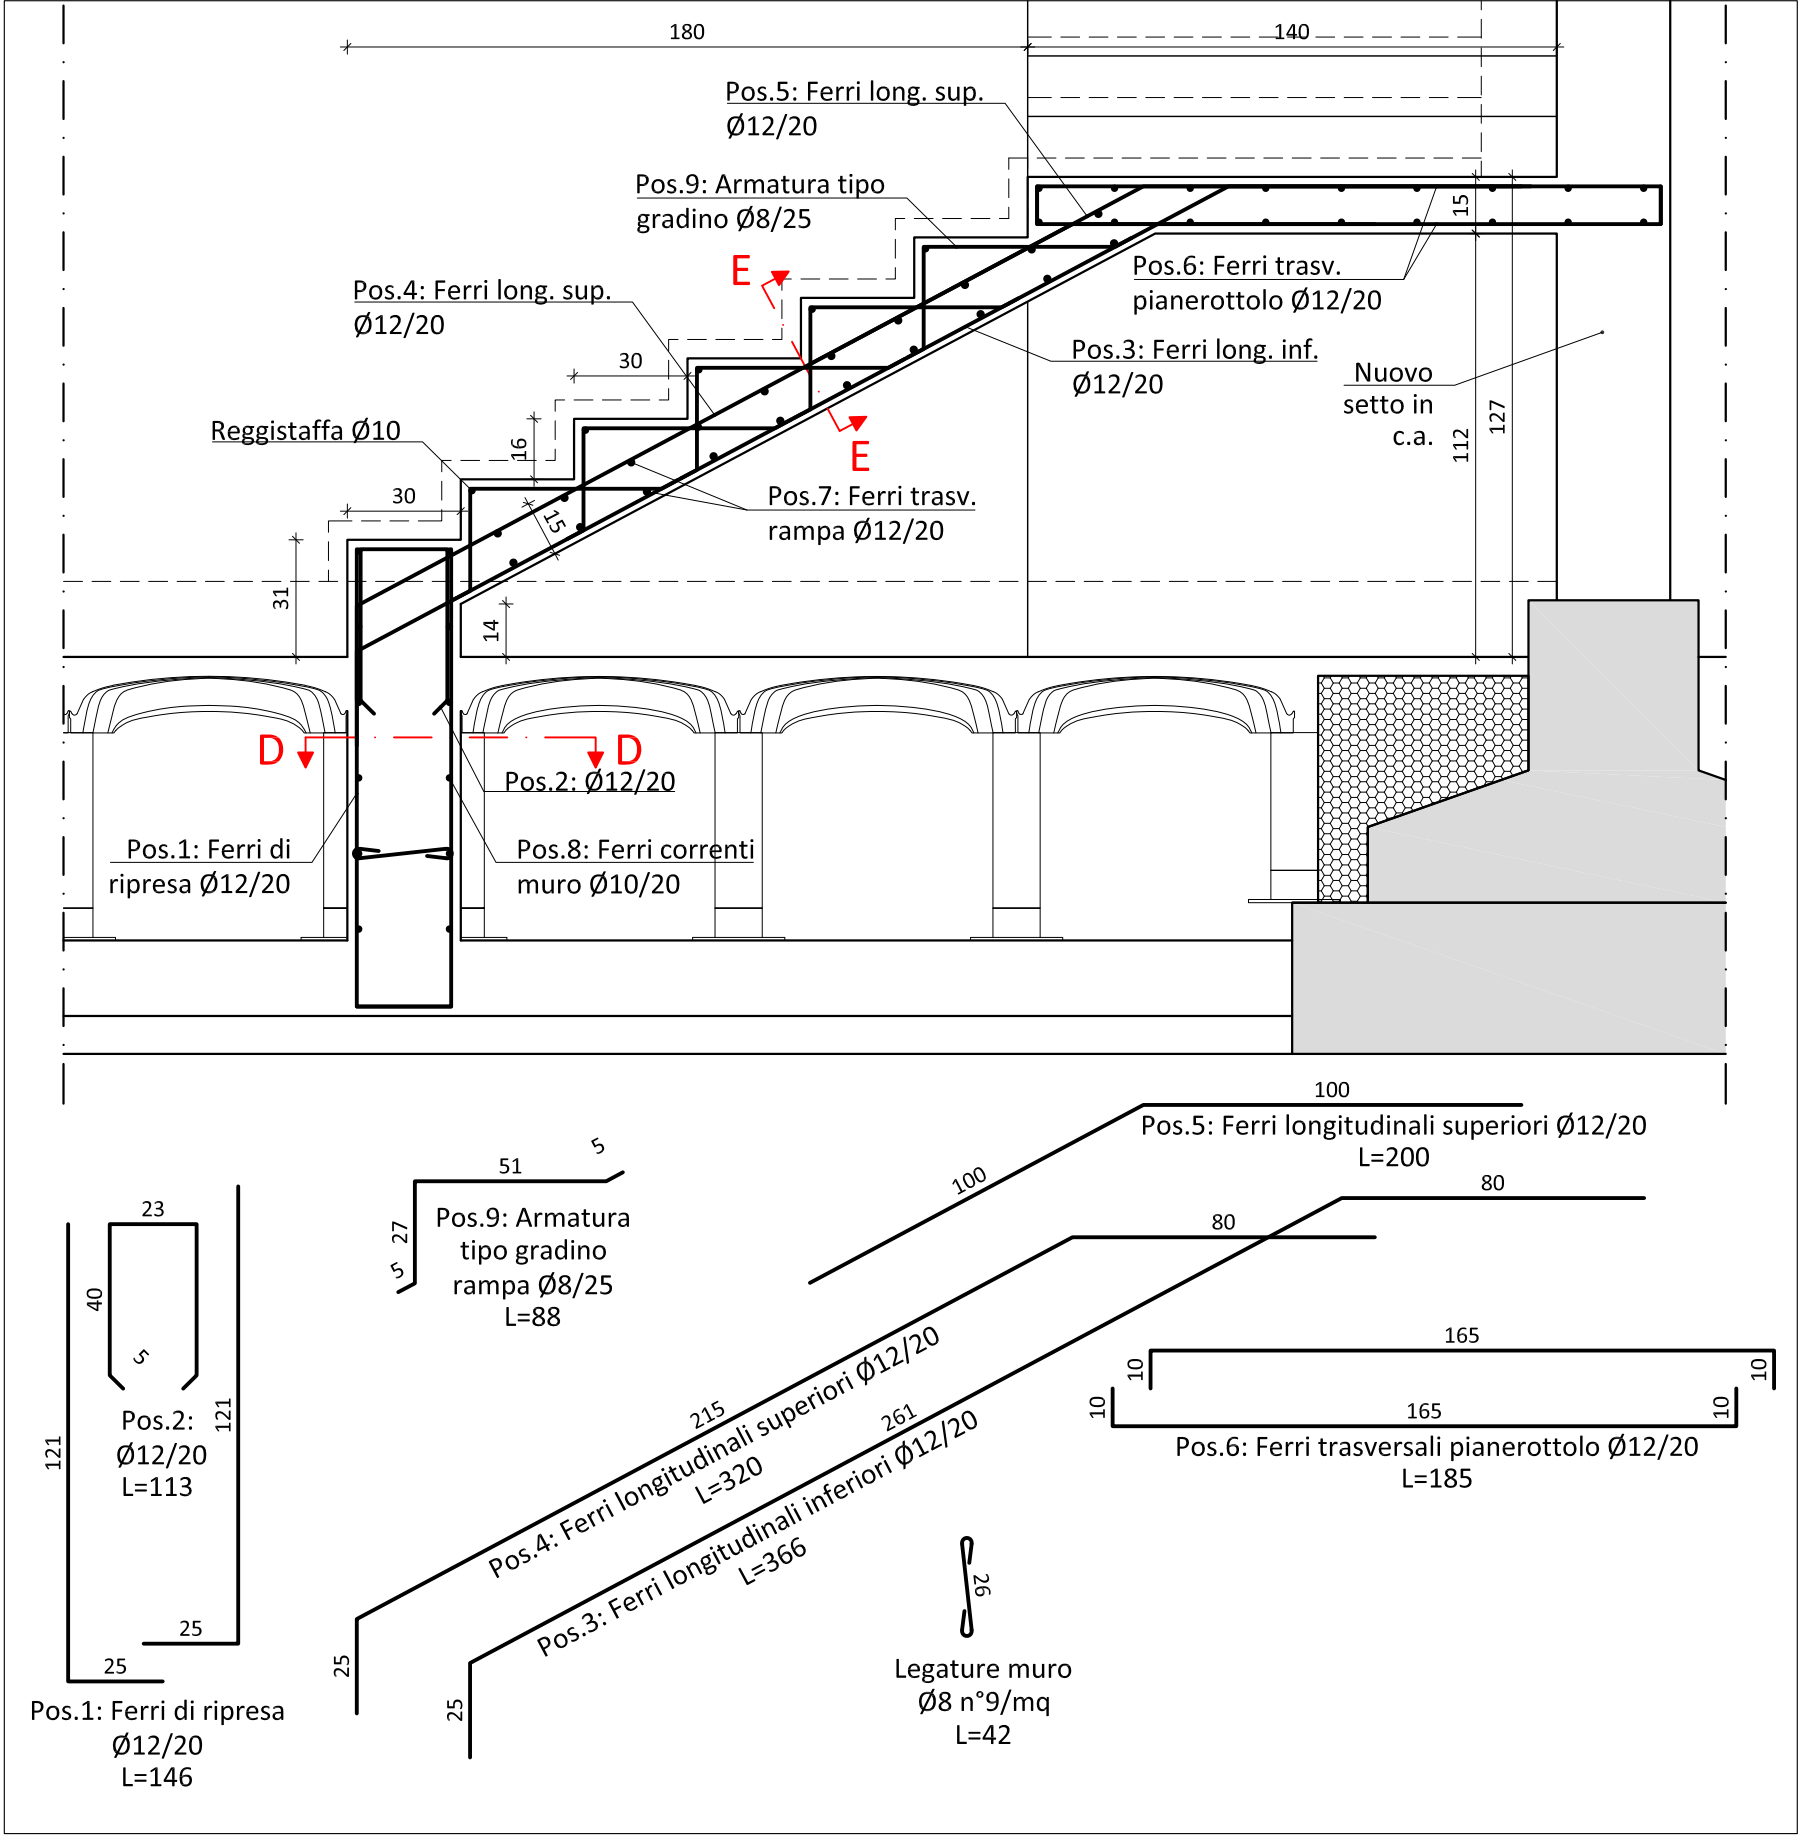 180
140
Pos.5: Ferri long. sup.
Ø12/20
Pos.9: Armatura tipo
gradino Ø8/25
15
E
Pos.6: Ferri trasv.
pianerottolo Ø12/20
Pos.4: Ferri long. sup.
Ø12/20
Pos.3: Ferri long. inf.
Ø12/20
30
Nuovo
setto in
c.a.
127
112
Reggistaffa Ø10
16
E
30
15
Pos.7: Ferri trasv.
rampa Ø12/20
31
14
D
D
Pos.2: Ø12/20
Pos.1: Ferri di
ripresa Ø12/20
Pos.8: Ferri correnti
muro Ø10/20
100
Pos.5: Ferri longitudinali superiori Ø12/20
L=200
100
5
51
27
5
Pos.9: Armatura
tipo gradino
rampa Ø8/25
L=88
80
80
23
40
5
Pos.2:
Ø12/20
L=113
121
121
25
25
Pos.1: Ferri di ripresa
Ø12/20
L=146
215
Pos.4: Ferri longitudinali superiori Ø12/20
L=320
25
261
Pos.3: Ferri longitudinali inferiori Ø12/20
L=366
25
165
10
10
10
165
10
Pos.6: Ferri trasversali pianerottolo Ø12/20
L=185
26
Legature muro
Ø8 n°9/mq
L=42